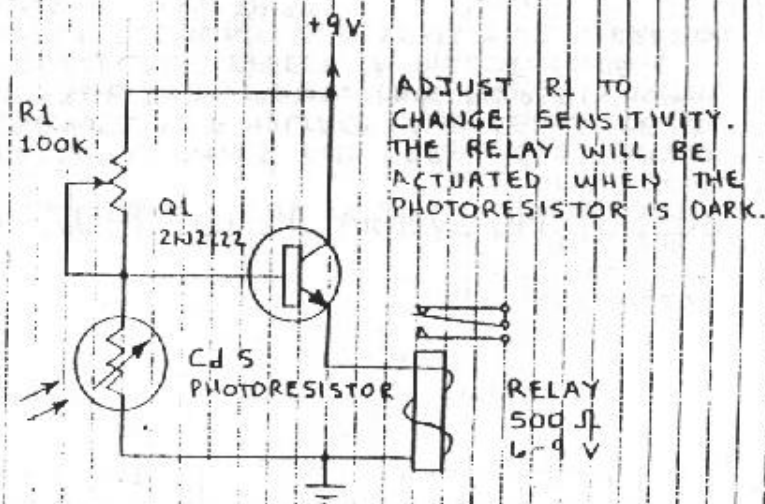 +9V
ADJUST R1 TO
CHANGE SENSITIVITY.
THE RELAY WILL BE
ACTUATED WHEN THE
PHOTORESISTOR IS DARK.
R1
100K
Q1
2N2222
CdS
PHOTORESISTOR
RELAY
500 Ω
6-9 V